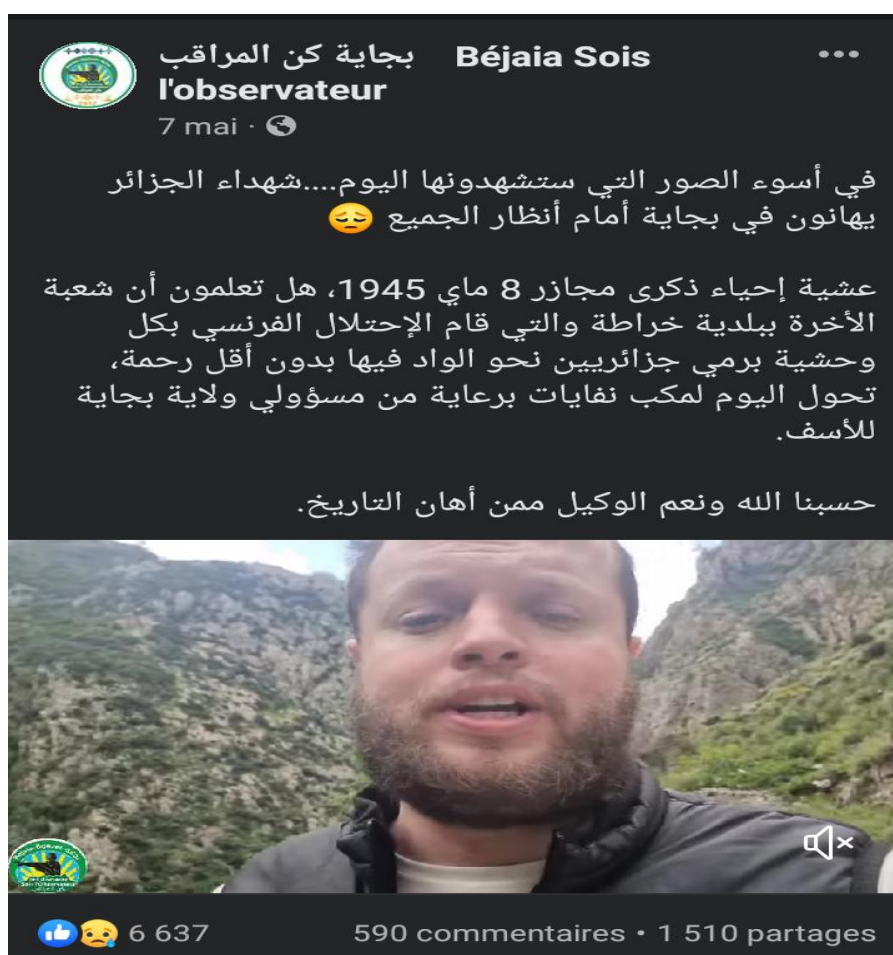 بجاية كن المراقب Béjaia Sois
l'observateur
7 mai ·
في أسوء الصور التي ستشهدونها اليوم....شهداء الجزائر
يهانون في بجاية أمام أنظار الجميع 😔
عشية إحياء ذكرى مجازر 8 ماي 1945، هل تعلمون أن شعبة
الأخرة ببلدية خراطة والتي قام الإحتلال الفرنسي بكل
وحشية برمي جزائريين نحو الواد فيها بدون أقل رحمة،
تحول اليوم لمكب نفايات برعاية من مسؤولي ولاية بجاية
للأسف.
حسبنا الله ونعم الوكيل ممن أهان التاريخ.
6 637
590 commentaires • 1 510 partages